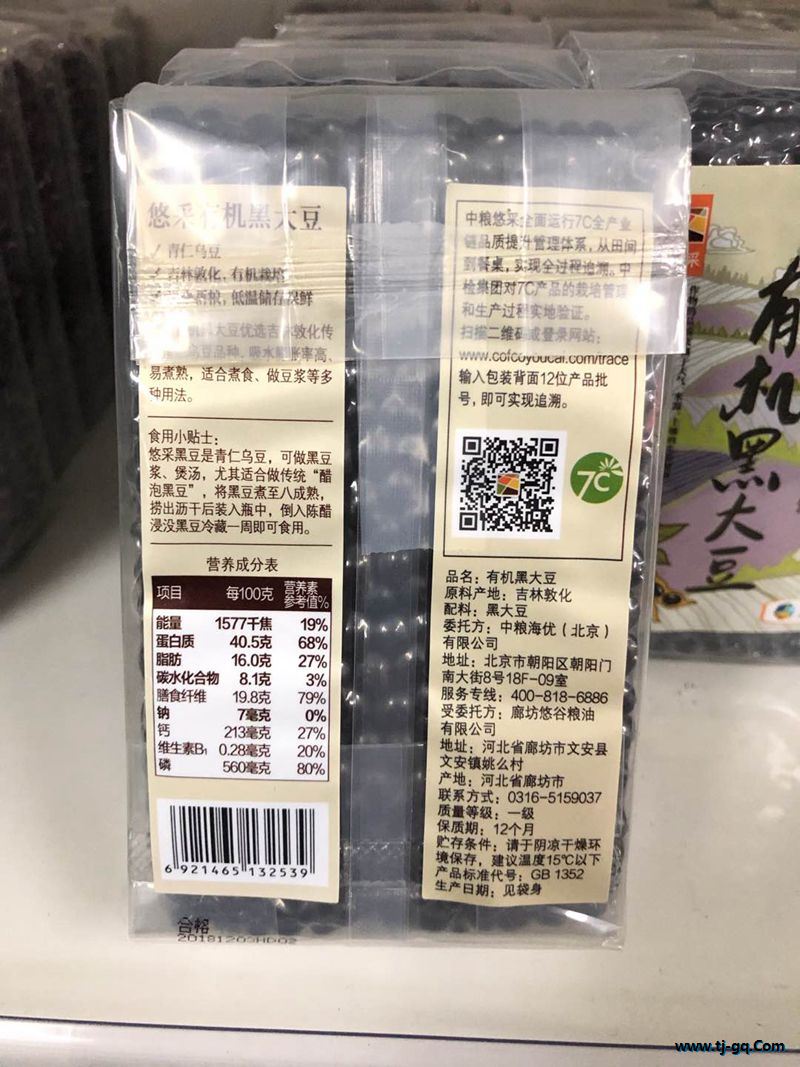 悠采有机黑大豆
✓ 青仁乌豆
✓ 吉林敦化，有机栽培
低温储存保鲜
大豆优选吉林敦化传
乌豆品种，吸水膨胀率高、
易煮熟，适合煮食、做豆浆等多
种用法。
食用小贴士：
悠采黑豆是青仁乌豆，可做黑豆
浆、煲汤，尤其适合做传统“醋
泡黑豆”，将黑豆煮至八成熟，
捞出沥干后装入瓶中，倒入陈醋
浸没黑豆冷藏一周即可食用。
营养成分表
项目 每100克 营养素参考值%
能量 1577千焦 19%
蛋白质 40.5克 68%
脂肪 16.0克 27%
碳水化合物 8.1克 3%
膳食纤维 19.8克 79%
钠 7毫克 0%
钙 213毫克 27%
维生素B₁ 0.28毫克 20%
磷 560毫克 80%
6 921465 132539
合格
中粮悠采全面运行7C全产业
链品质提升管理体系，从田间
到餐桌，实现全过程追溯。中
检集团对7C产品的栽培管理
和生产过程实地验证。
扫描二维码或登录网站：
www.cofcoyoucai.com/trace
输入包装背面12位产品批
号，即可实现追溯。
7C
品名：有机黑大豆
原料产地：吉林敦化
配料：黑大豆
委托方：中粮海优（北京）
有限公司
地址：北京市朝阳区朝阳门
南大街8号18F-09室
服务专线：400-818-6886
受委托方：廊坊悠谷粮油
有限公司
地址：河北省廊坊市文安县
文安镇姚么村
产地：河北省廊坊市
联系方式：0316-5159037
质量等级：一级
保质期：12个月
贮存条件：请于阴凉干燥环
境保存，建议温度15℃以下
产品标准代号：GB 1352
生产日期：见袋身
采
有机黑大豆
www.tj-gq.Com